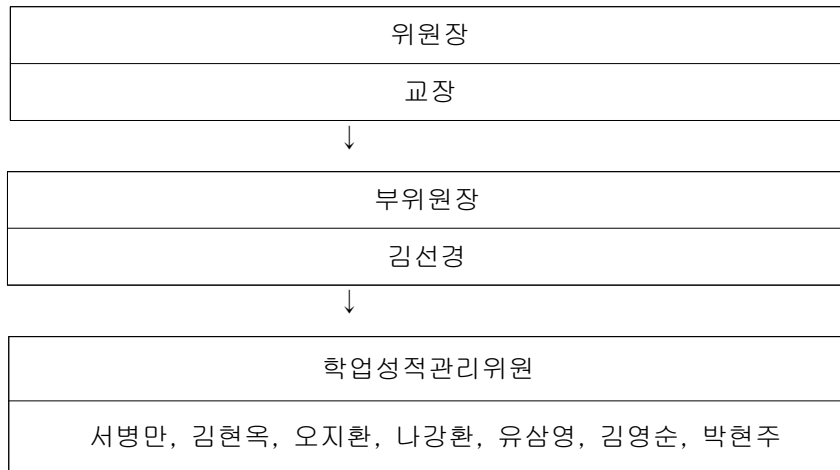 위원장
교장
↓
부위원장
김선경
↓
학업성적관리위원
서병만, 김현옥, 오지환, 나강환, 유삼영, 김영순, 박현주